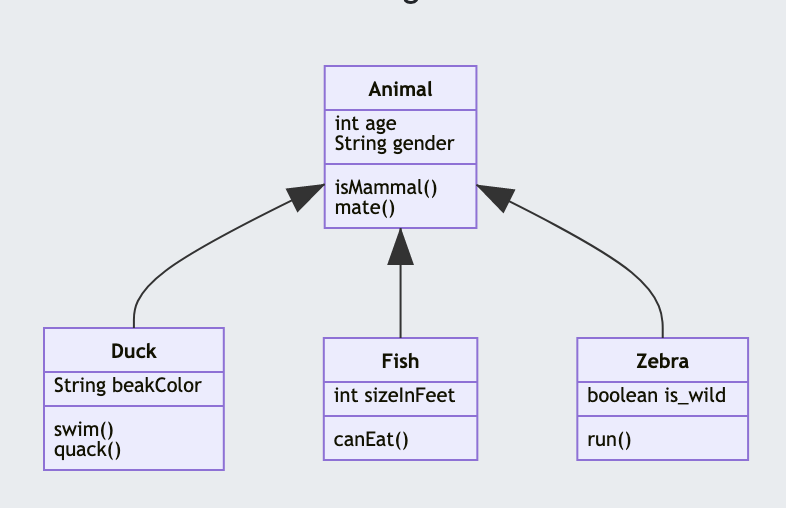 Animal
int age
String gender
isMammal()
mate()
Duck
String beakColor
swim()
quack()
Fish
int sizeInFeet
canEat()
Zebra
boolean is_wild
run()